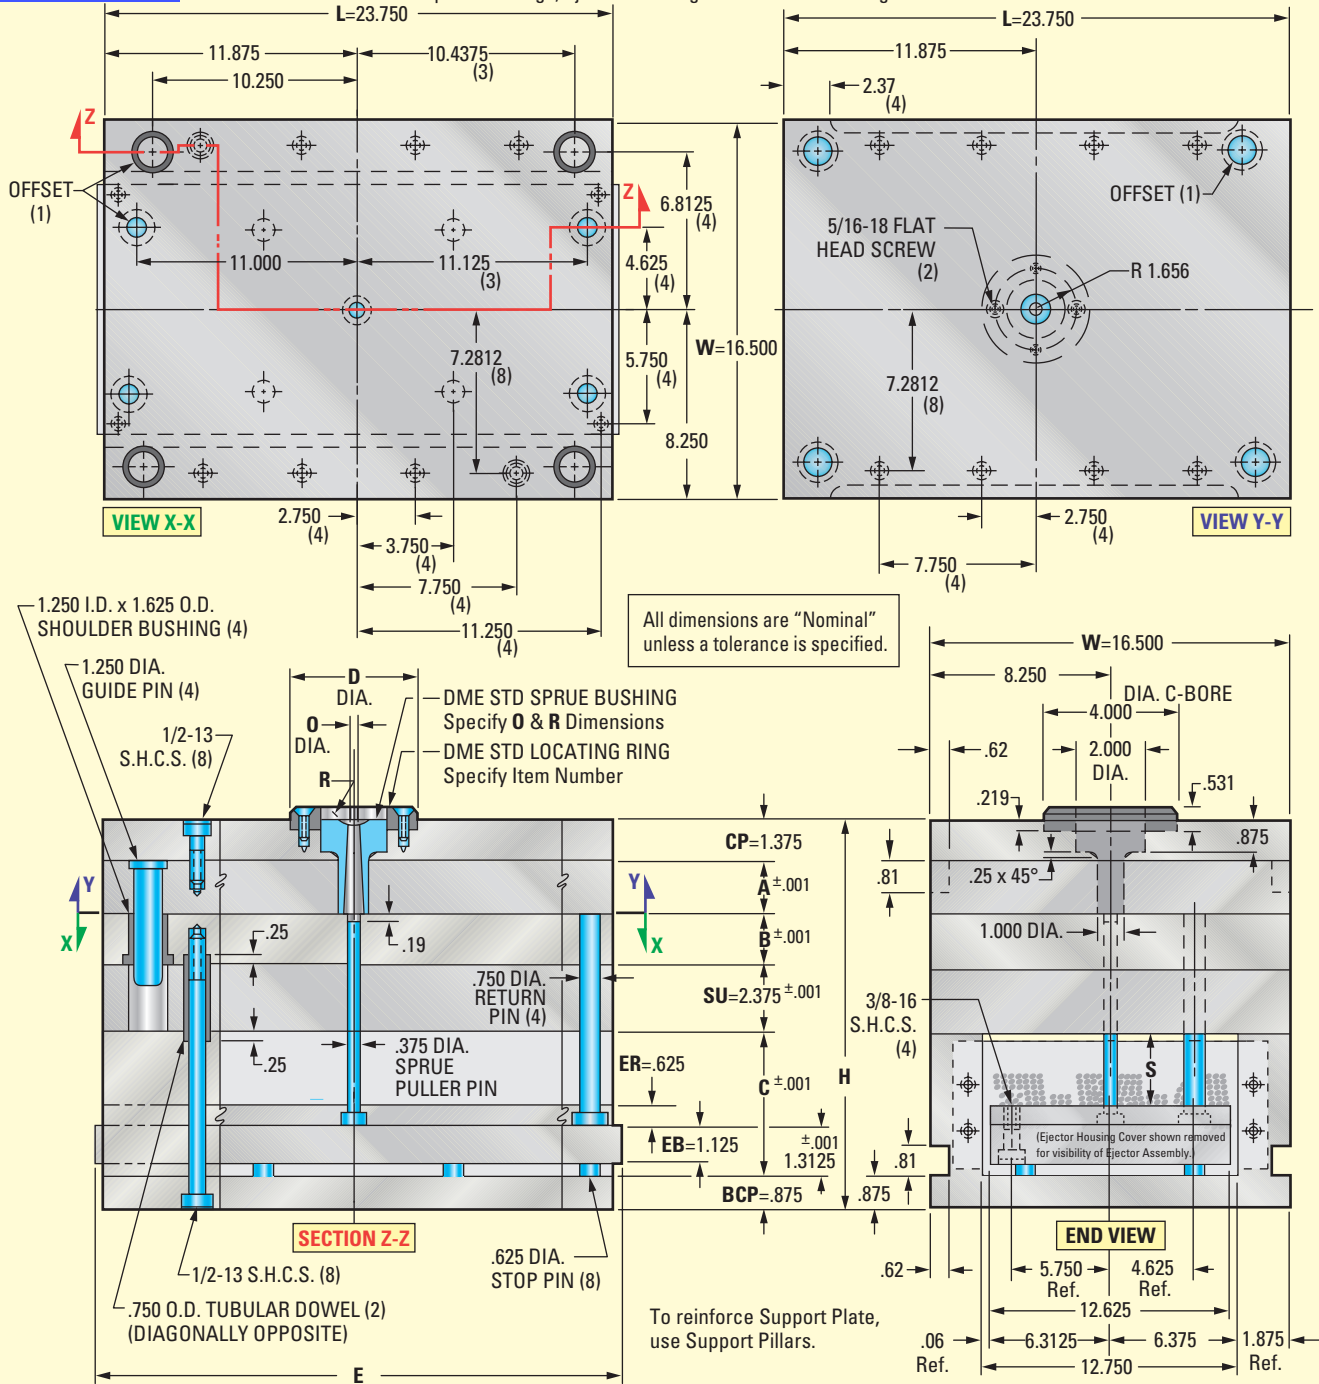 L=23.750
11.875
10.4375
(3)
10.250
Z
OFFSET
(1)
Z
6.8125
(4)
11.000
11.125
(3)
4.625
(4)
7.2812
(8)
5.750
(4)
W=16.500
8.250
VIEW X-X
2.750
(4)
3.750
(4)
7.750
(4)
11.250
(4)
L=23.750
11.875
2.37
(4)
OFFSET (1)
5/16-18 FLAT
HEAD SCREW
(2)
R 1.656
7.2812
(8)
2.750
(4)
VIEW Y-Y
7.750
(4)
All dimensions are “Nominal”
unless a tolerance is specified.
1.250 I.D. x 1.625 O.D.
SHOULDER BUSHING (4)
1.250 DIA.
GUIDE PIN (4)
1/2-13
S.H.C.S. (8)
D
DIA.
O
DIA.
R
DME STD SPRUE BUSHING
Specify O & R Dimensions
DME STD LOCATING RING
Specify Item Number
CP=1.375
Y
X
Y
X
A ±.001
B ±.001
.25
.19
.750 DIA.
RETURN
PIN (4)
SU=2.375 ±.001
.25
.375 DIA.
SPRUE
PULLER PIN
ER=.625
C ±.001
H
EB=1.125
±.001
1.3125
BCP=.875
SECTION Z-Z
1/2-13 S.H.C.S. (8)
.625 DIA.
STOP PIN (8)
.750 O.D. TUBULAR DOWEL (2)
(DIAGONALLY OPPOSITE)
E
To reinforce Support Plate,
use Support Pillars.
W=16.500
8.250
DIA. C-BORE
4.000
.62
2.000
DIA.
.531
.219
.875
.81
.25 x 45°
1.000 DIA.
3/8-16
S.H.C.S.
(4)
S
(Ejector Housing Cover shown removed
for visibility of Ejector Assembly.)
.81
.875
END VIEW
.62
5.750
Ref.
4.625
Ref.
12.625
.06
Ref.
6.3125
6.375
1.875
Ref.
12.750